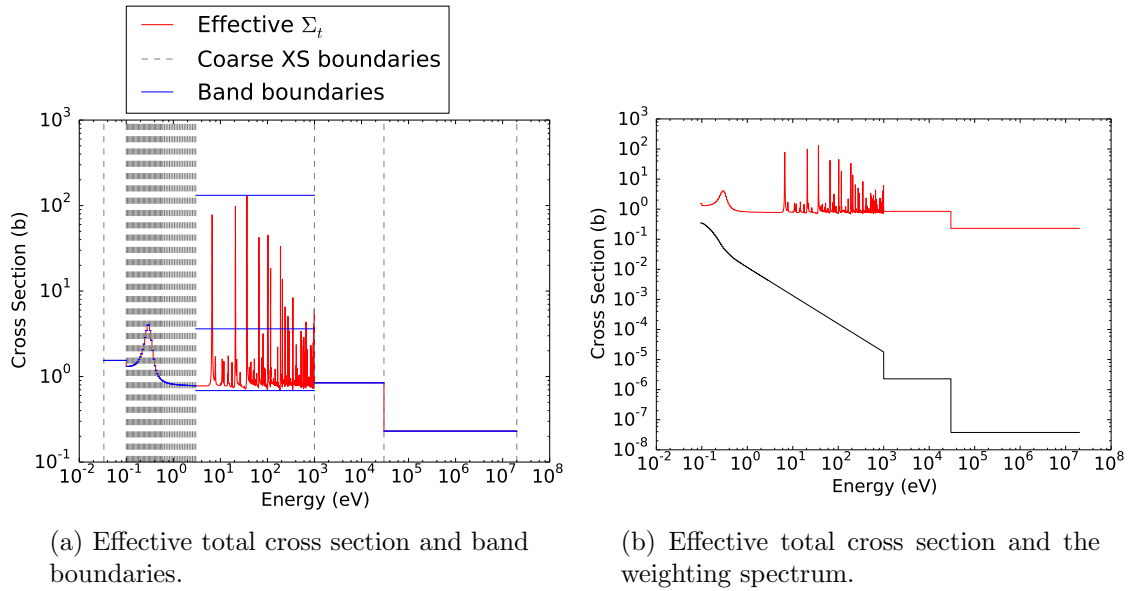 Effective Σ_t
Coarse XS boundaries
Band boundaries
10^3
10^2
10^1
10^0
10^-1
Cross Section (b)
10^-2 10^-1 10^0 10^1 10^2 10^3 10^4 10^5 10^6 10^7 10^8
Energy (eV)
(a) Effective total cross section and band
boundaries.
10^3
10^2
10^1
10^0
10^-1
10^-2
10^-3
10^-4
10^-5
10^-6
10^-7
10^-8
Cross Section (b)
10^-2 10^-1 10^0 10^1 10^2 10^3 10^4 10^5 10^6 10^7 10^8
Energy (eV)
(b) Effective total cross section and the
weighting spectrum.